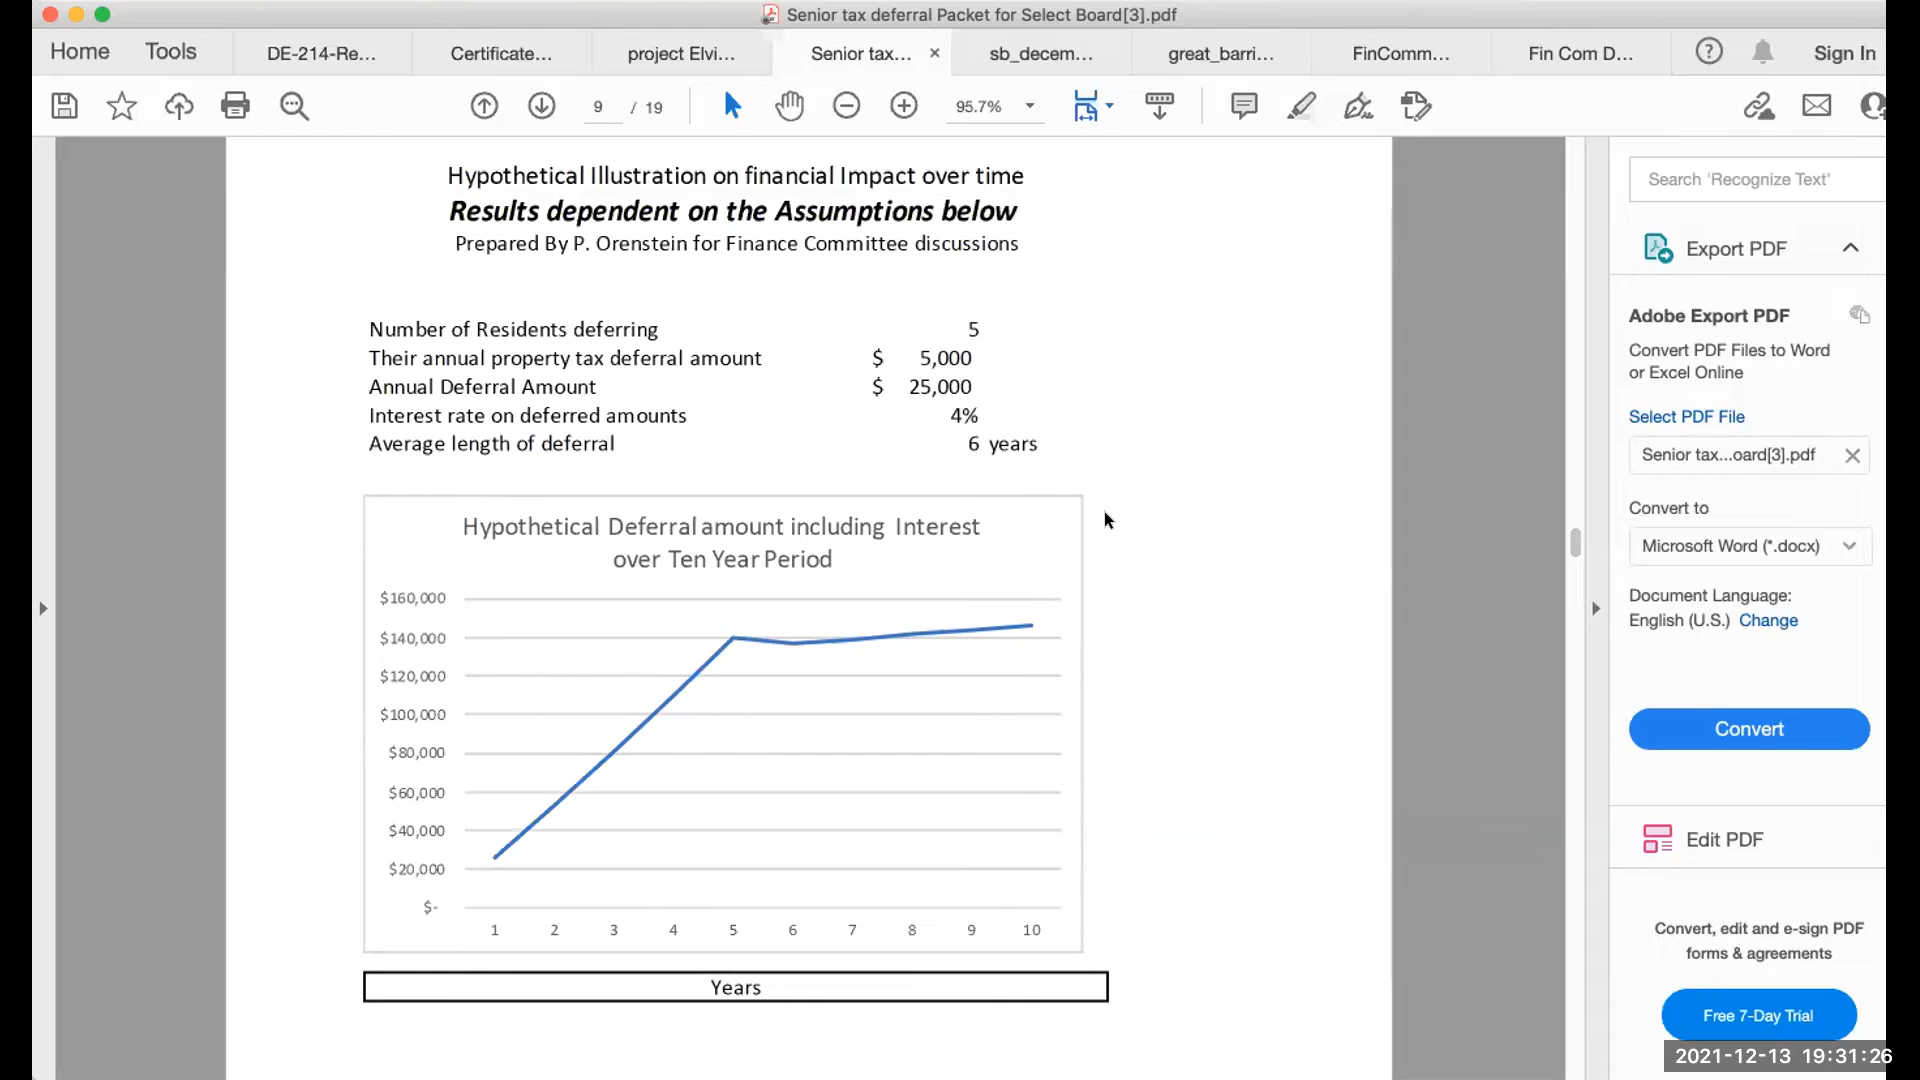 Senior tax deferral Packet for Select Board[3].pdf
Home Tools DE-214-Re... Certificate... project Elvi... Senior tax... × sb_decem... great_barri... FinComm... Fin Com D... ? Sign In
9 / 19 95.7%
Hypothetical Illustration on financial Impact over time
Results dependent on the Assumptions below
Prepared By P. Orenstein for Finance Committee discussions
Number of Residents deferring 5
Their annual property tax deferral amount $ 5,000
Annual Deferral Amount $ 25,000
Interest rate on deferred amounts 4%
Average length of deferral 6 years
Hypothetical Deferral amount including Interest
over Ten Year Period
$160,000
$140,000
$120,000
$100,000
$80,000
$60,000
$40,000
$20,000
$-
1 2 3 4 5 6 7 8 9 10
Years
Search 'Recognize Text'
Export PDF
Adobe Export PDF
Convert PDF Files to Word
or Excel Online
Select PDF File
Senior tax...oard[3].pdf
Convert to
Microsoft Word (*.docx)
Document Language:
English (U.S.) Change
Convert
Edit PDF
Convert, edit and e-sign PDF
forms & agreements
Free 7-Day Trial
2021-12-13 19:31:26